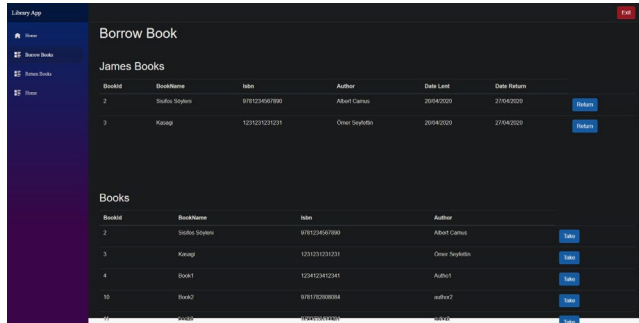 Library App
Exit
Home
Borrow Books
Return Books
Home
Borrow Book
James Books
BookId BookName Isbn Author Date Lent Date Return
2 Sisifos Söyleni 9781234567890 Albert Camus 20/04/2020 27/04/2020 Return
3 Kasagi 1231231231231 Ömer Seyfettin 20/04/2020 27/04/2020 Return
Books
BookId BookName Isbn Author
2 Sisifos Söyleni 9781234567890 Albert Camus Take
3 Kasagi 1231231231231 Ömer Seyfettin Take
4 Book1 1234123412341 Autho1 Take
10 Book2 9781782808084 author2 Take
Take